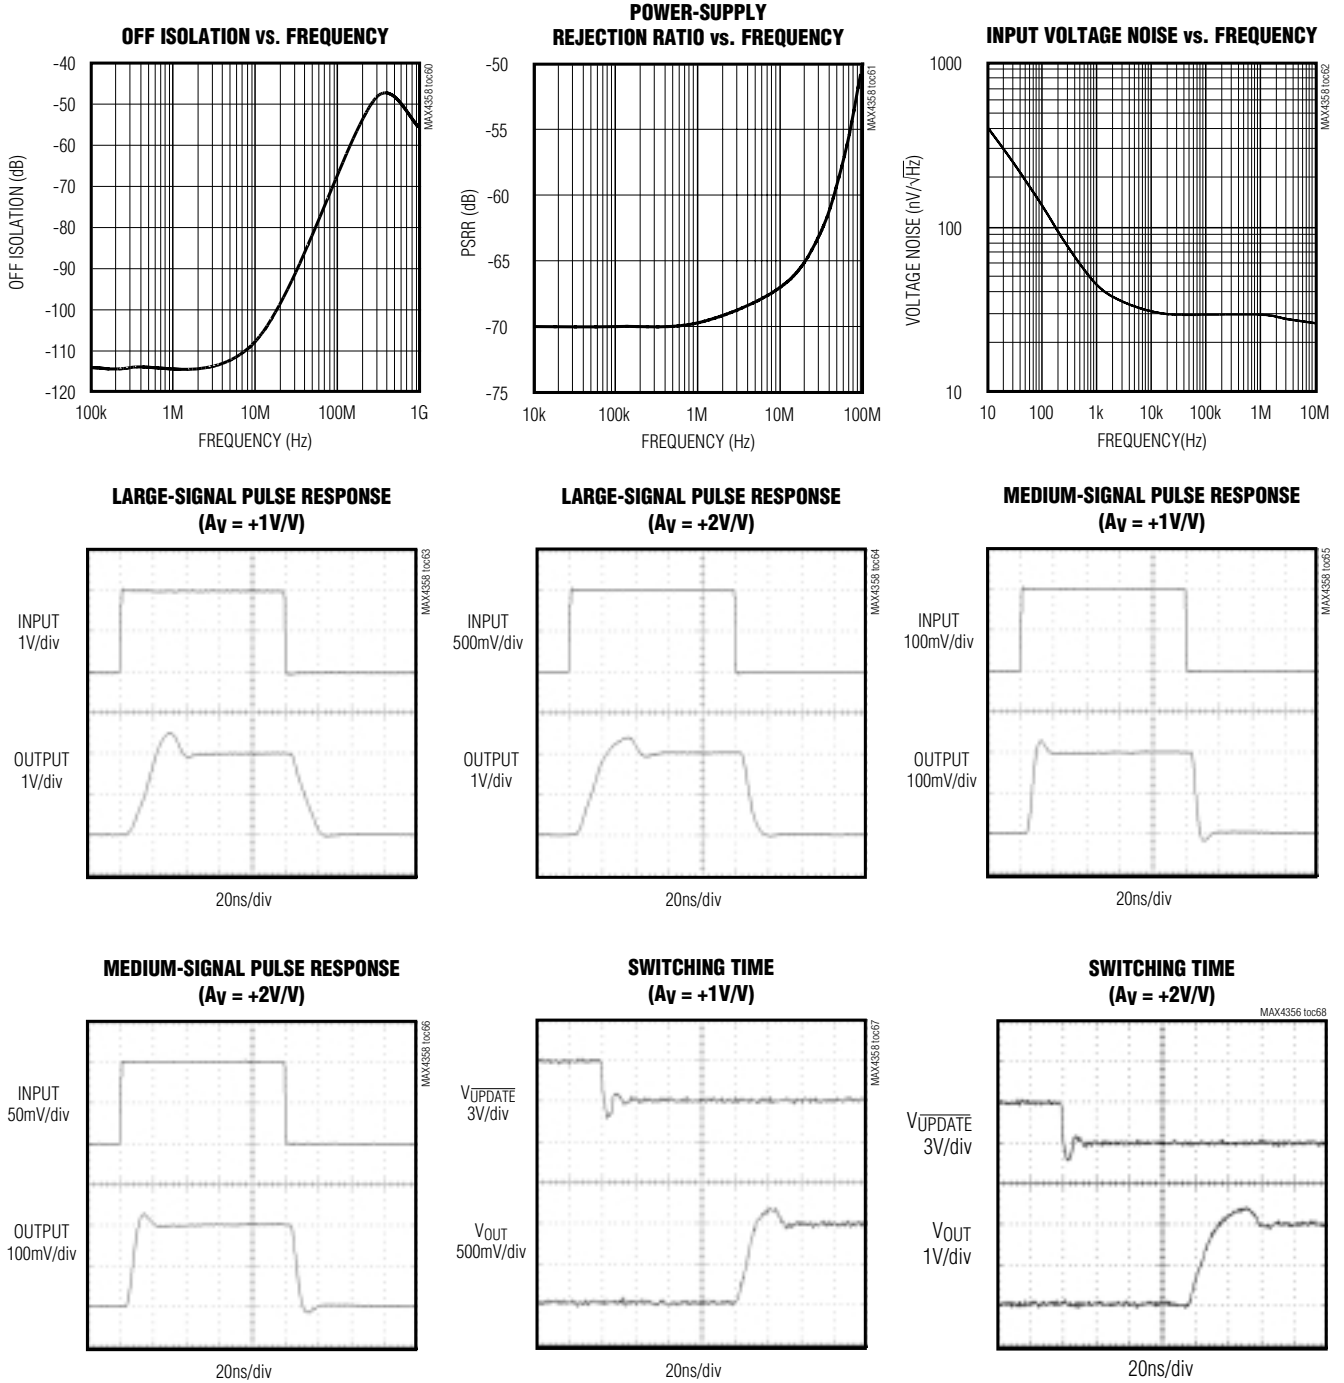 OFF ISOLATION vs. FREQUENCY
-40
-50
-60
-70
-80
-90
-100
-110
-120
OFF ISOLATION (dB)
100k 1M 10M 100M 1G
FREQUENCY (Hz)
MAX4358 toc60
POWER-SUPPLY
REJECTION RATIO vs. FREQUENCY
-50
-55
-60
-65
-70
-75
PSRR (dB)
10k 100k 1M 10M 100M
FREQUENCY (Hz)
MAX4358 toc61
INPUT VOLTAGE NOISE vs. FREQUENCY
1000
100
10
VOLTAGE NOISE (nV/√Hz)
10 100 1k 10k 100k 1M 10M
FREQUENCY(Hz)
MAX4358 toc62
LARGE-SIGNAL PULSE RESPONSE
(AV = +1V/V)
INPUT
1V/div
OUTPUT
1V/div
20ns/div
MAX4358 toc63
LARGE-SIGNAL PULSE RESPONSE
(AV = +2V/V)
INPUT
500mV/div
OUTPUT
1V/div
20ns/div
MAX4358 toc64
MEDIUM-SIGNAL PULSE RESPONSE
(AV = +1V/V)
INPUT
100mV/div
OUTPUT
100mV/div
20ns/div
MAX4358 toc65
MEDIUM-SIGNAL PULSE RESPONSE
(AV = +2V/V)
INPUT
50mV/div
OUTPUT
100mV/div
20ns/div
MAX4358 toc66
SWITCHING TIME
(AV = +1V/V)
VUPDATE
3V/div
VOUT
500mV/div
20ns/div
MAX4358 toc67
SWITCHING TIME
(AV = +2V/V)
MAX4356 toc68
VUPDATE
3V/div
VOUT
1V/div
20ns/div